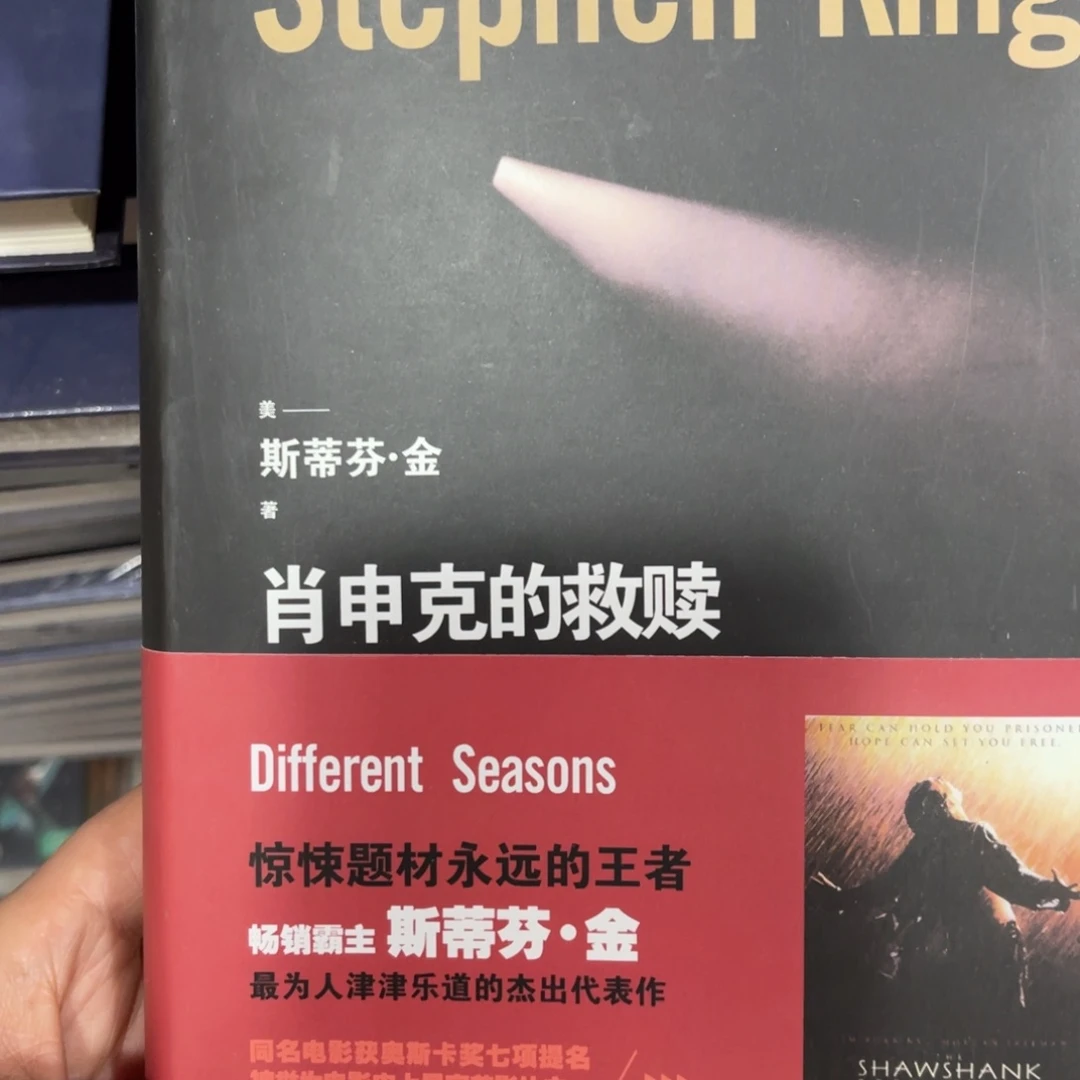 Stephen King
美
斯蒂芬·金
著
肖申克的救赎
Different Seasons
惊悚题材永远的王者
畅销霸主 斯蒂芬·金
最为人津津乐道的杰出代表作
同名电影获奥斯卡奖七项提名
FEAR CAN HOLD YOU PRISONE
HOPE CAN SET YOU FREE.
THE
SHAWSHANK